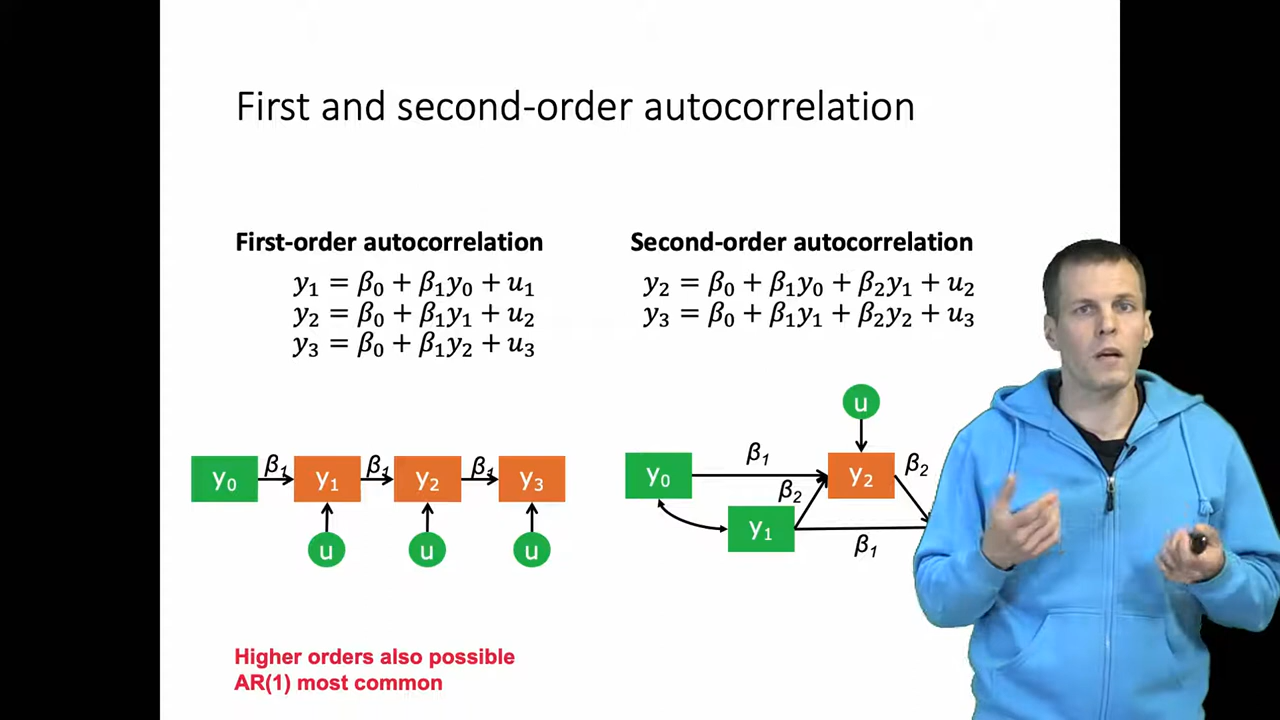 First and second-order autocorrelation
First-order autocorrelation
y₁ = β₀ + β₁y₀ + u₁
y₂ = β₀ + β₁y₁ + u₂
y₃ = β₀ + β₁y₂ + u₃
Second-order autocorrelation
y₂ = β₀ + β₁y₀ + β₂y₁ + u₂
y₃ = β₀ + β₁y₁ + β₂y₂ + u₃
y₀ β₁ y₁ β₁ y₂ β₁ y₃
u u u
u
y₀ β₁ y₂ β₂
β₂
y₁
β₁
Higher orders also possible
AR(1) most common